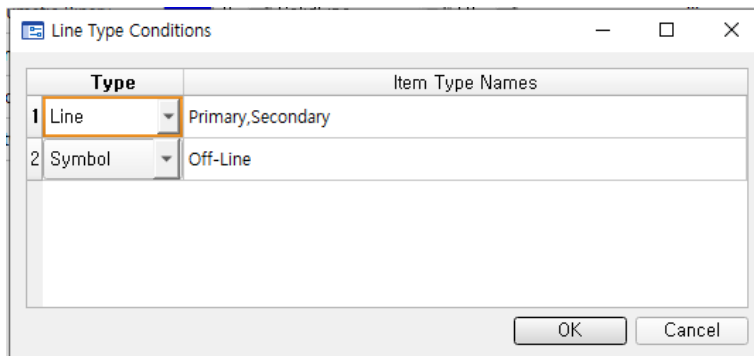 Line Type Conditions
Type Item Type Names
1 Line Primary,Secondary
2 Symbol Off-Line
OK Cancel